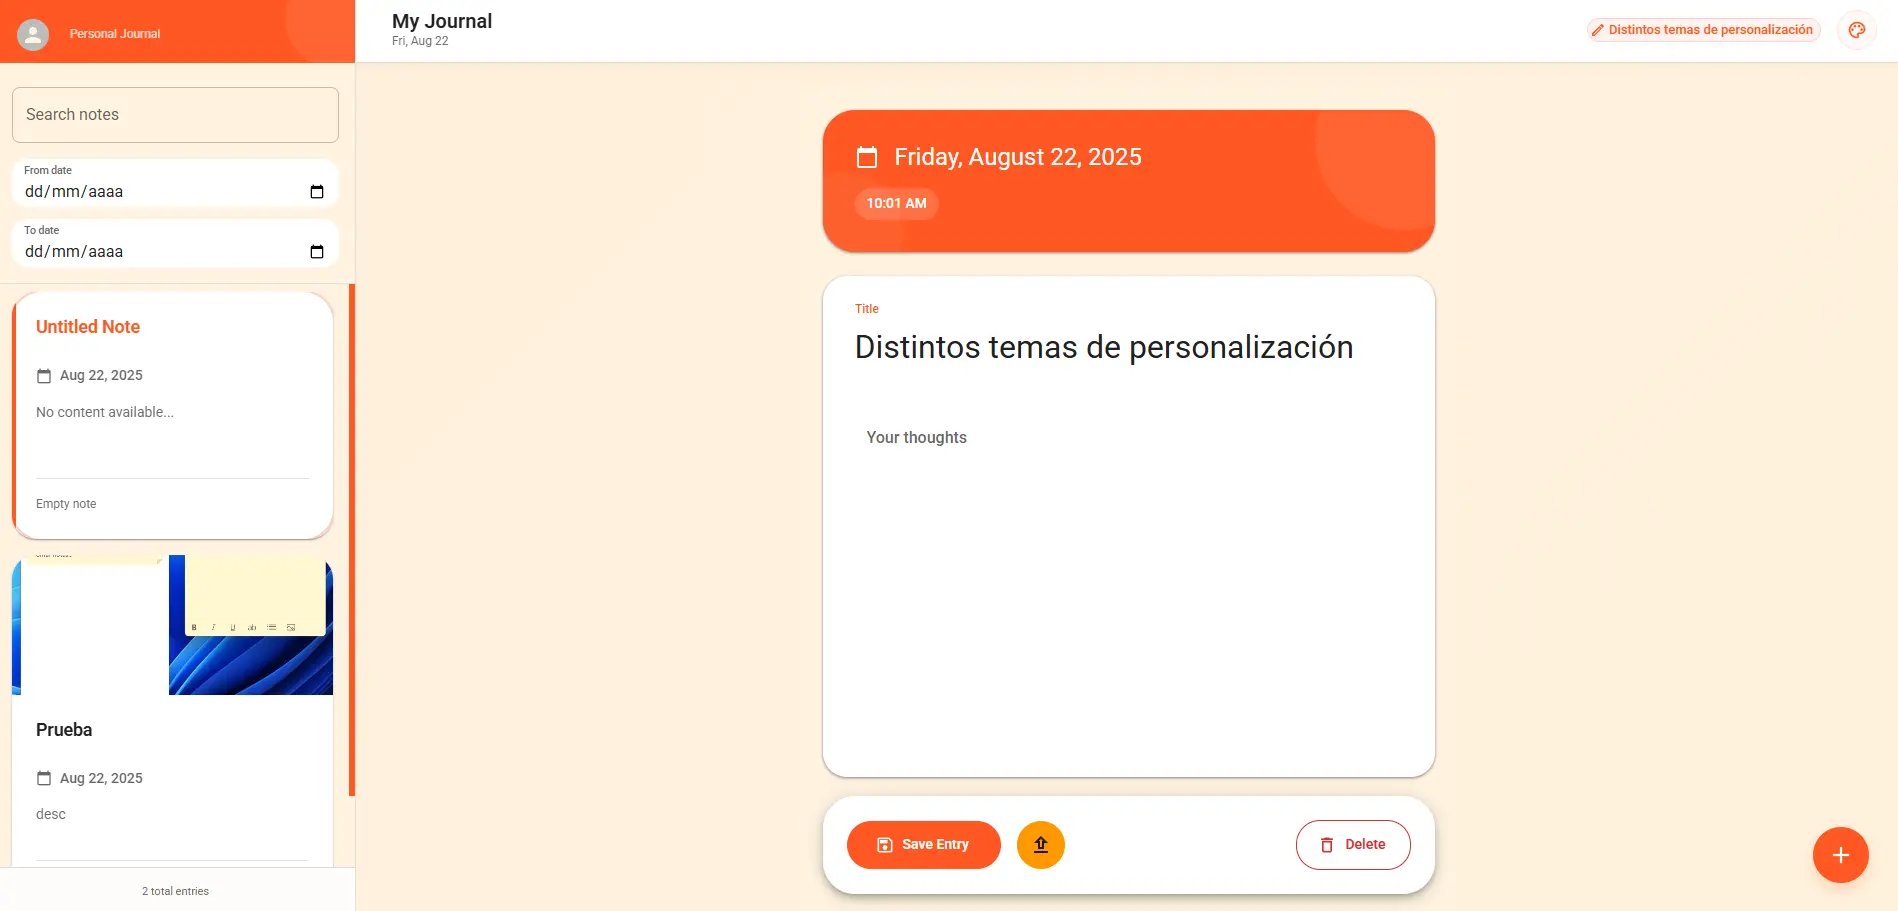 Personal Journal
My Journal
Fri, Aug 22
Distintos temas de personalización
Search notes
From date
dd/mm/aaaa
To date
dd/mm/aaaa
Untitled Note
Aug 22, 2025
No content available...
Empty note
B I U ab
Prueba
Aug 22, 2025
desc
2 total entries
Friday, August 22, 2025
10:01 AM
Title
Distintos temas de personalización
Your thoughts
Save Entry
Delete